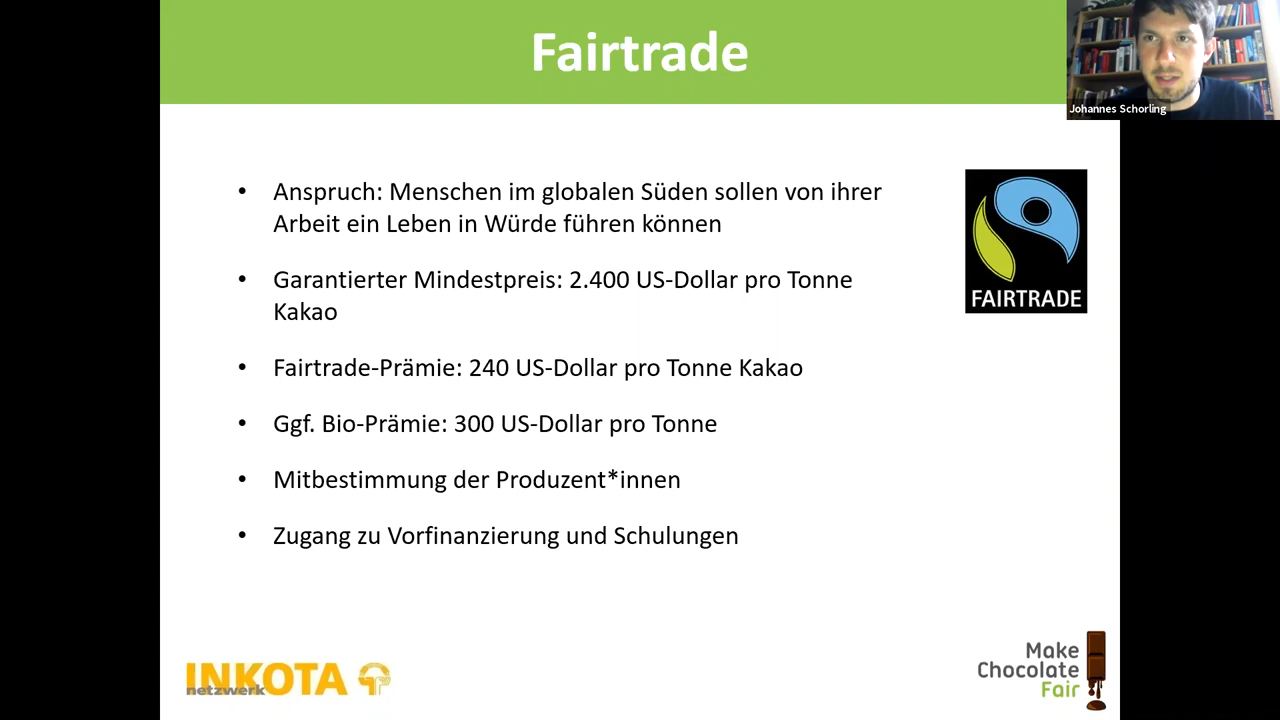 Fairtrade
Johannes Schorling
• Anspruch: Menschen im globalen Süden sollen von ihrer
Arbeit ein Leben in Würde führen können
• Garantierter Mindestpreis: 2.400 US-Dollar pro Tonne
Kakao
• Fairtrade-Prämie: 240 US-Dollar pro Tonne Kakao
• Ggf. Bio-Prämie: 300 US-Dollar pro Tonne
• Mitbestimmung der Produzent*innen
• Zugang zu Vorfinanzierung und Schulungen
FAIRTRADE
INKOTA
netzwerk
Make
Chocolate
Fair